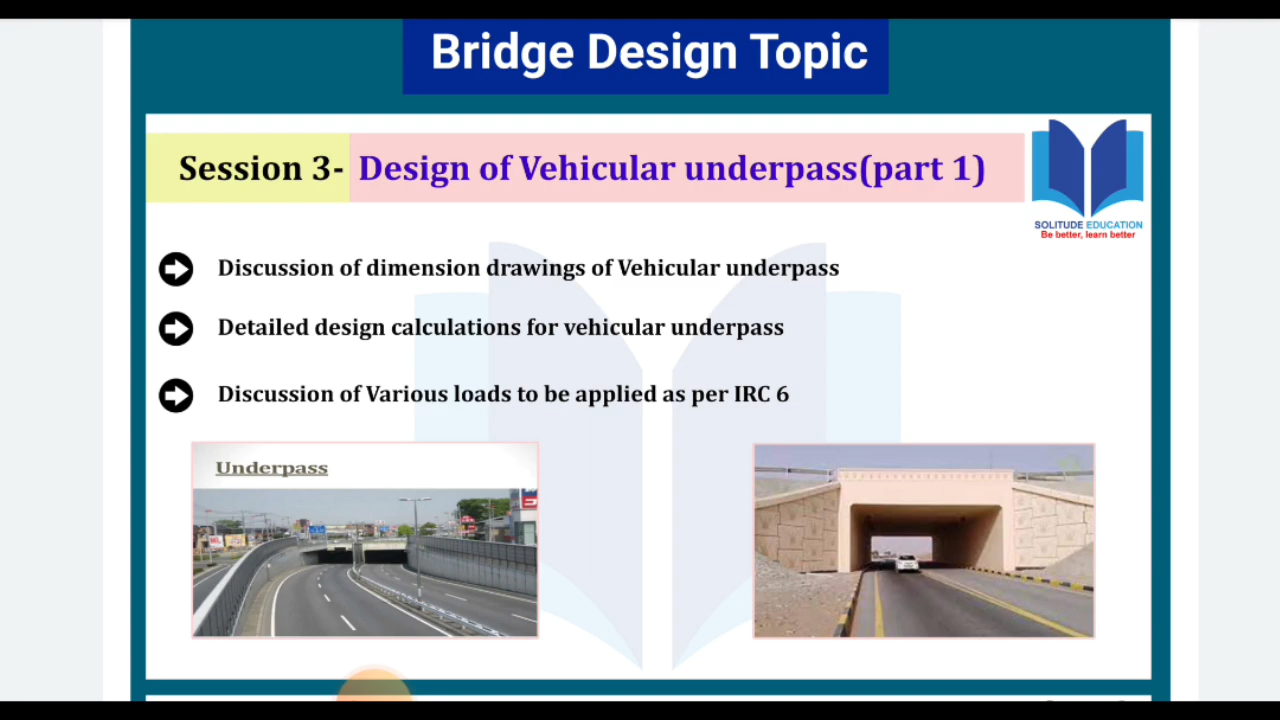 Bridge Design Topic
Session 3- Design of Vehicular underpass(part 1)
SOLITUDE EDUCATION
Be better, learn better
Discussion of dimension drawings of Vehicular underpass
Detailed design calculations for vehicular underpass
Discussion of Various loads to be applied as per IRC 6
Underpass